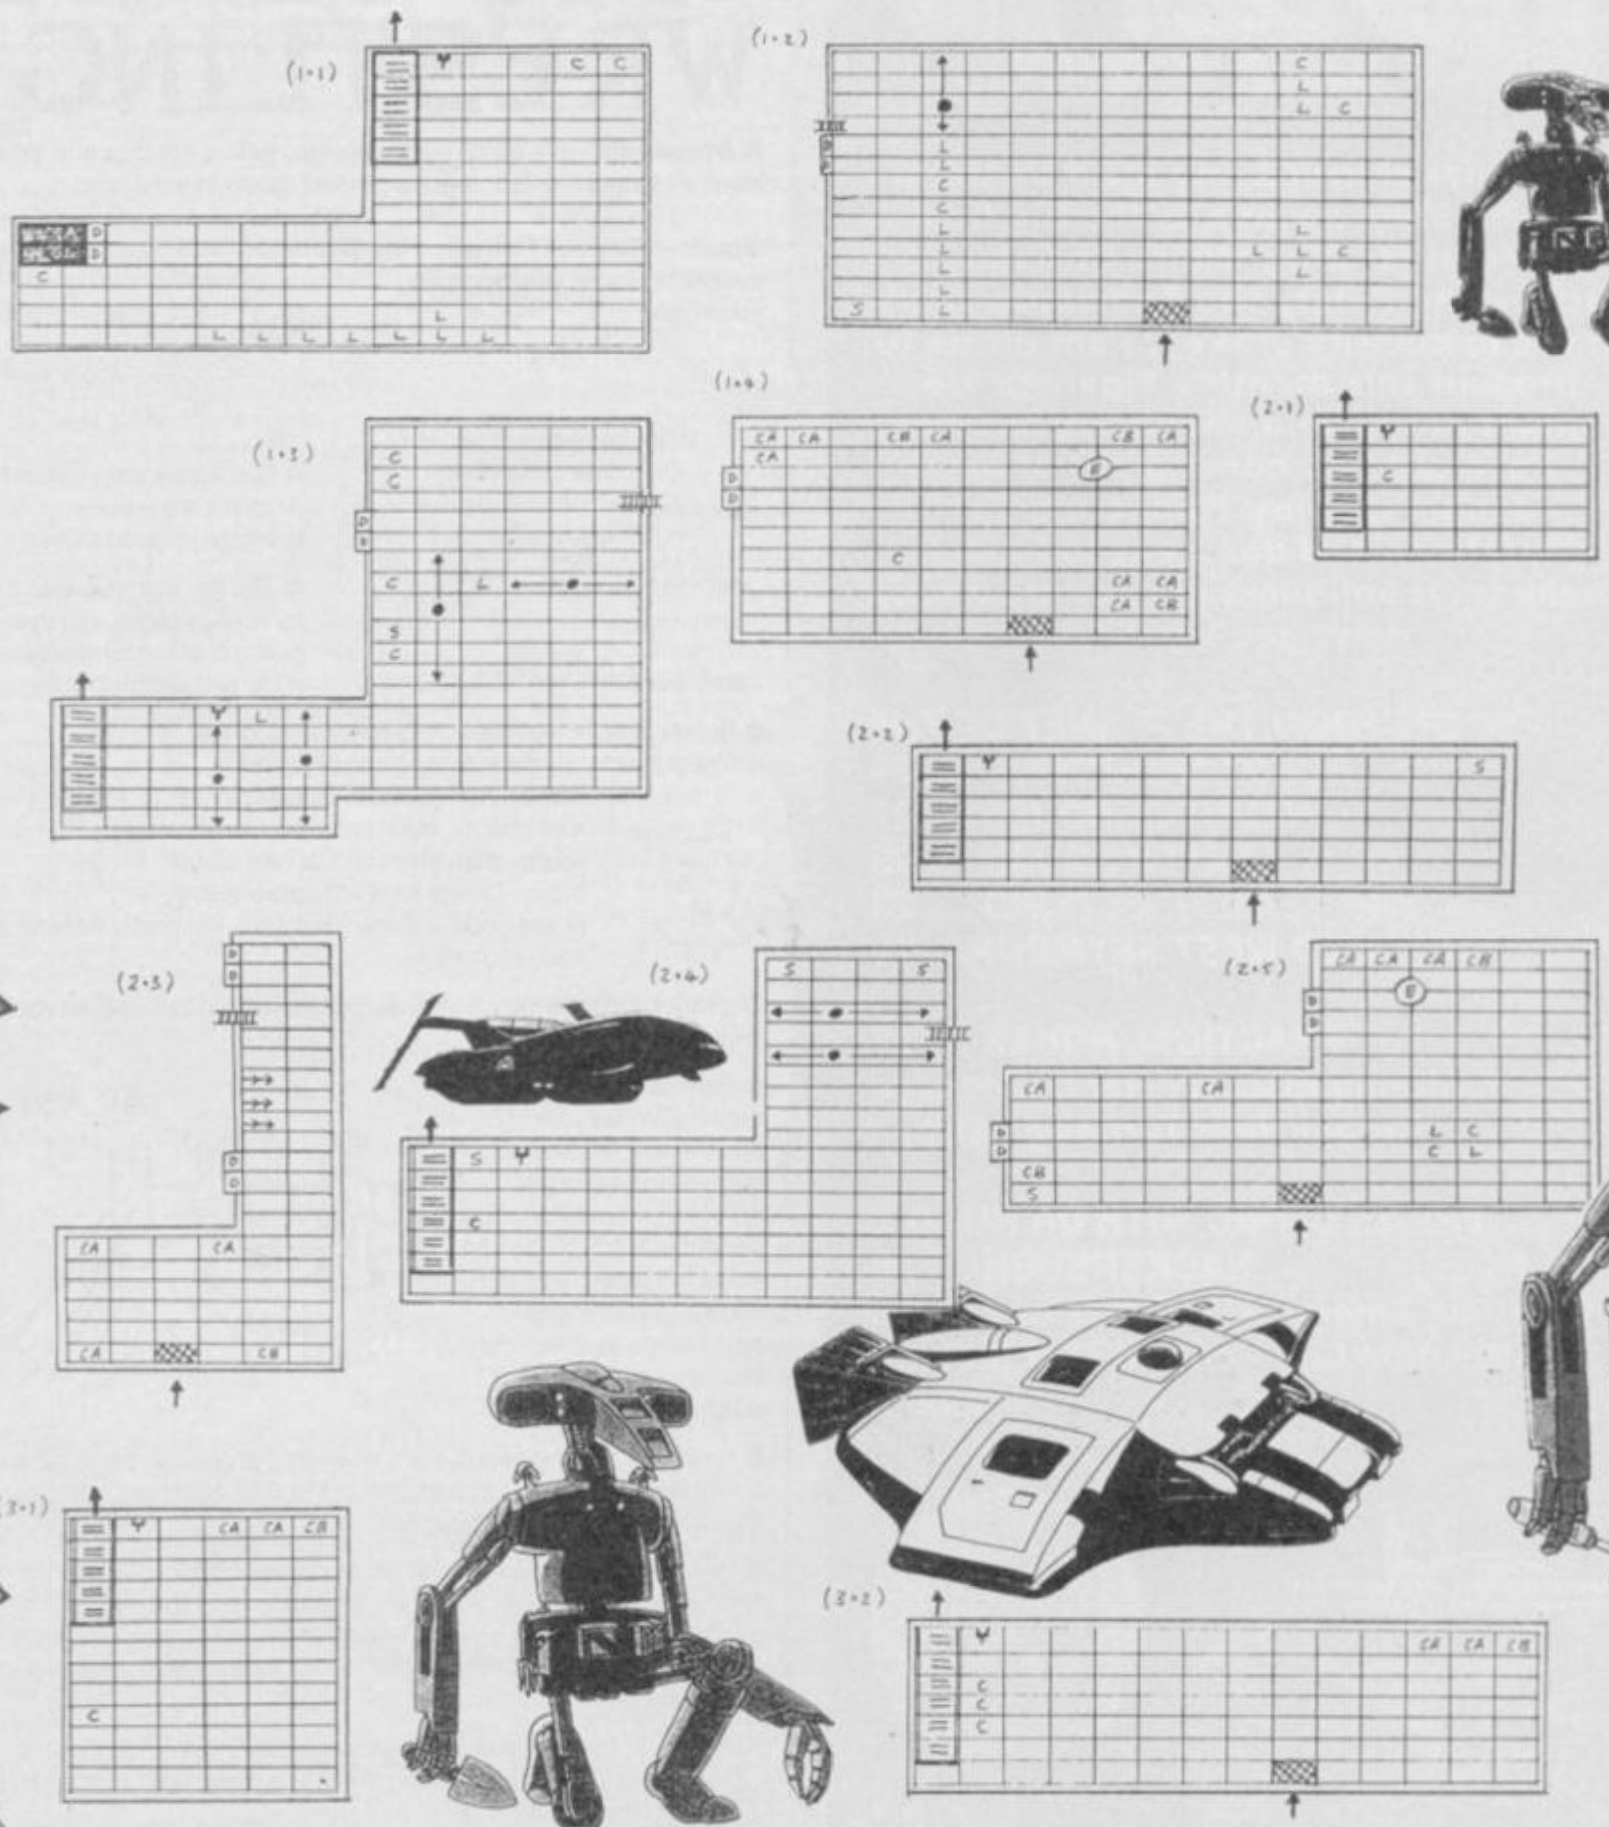 (1·1)
Y C C
D
D
C
L
L L L L L L L
(1·2)
C
L
L C
D
D
L
L
C
C
L L
L L L C
L L
L
S L
(1·3)
C
C
D
D
C L
S
C
Y L
(1·4)
CA CA CB CA CB CA
CA
E
D
D
C
CA CA
CA CB
(2·1)
Y
C
(2·2)
Y S
(2·3)
D
D
D
D
CA CA
CA CB
(2·4)
S S
S Y
C
(2·5)
CA CA CA CB
E
D
D
CA CA
D L C
D C L
CB
S
(3·1)
Y CA CA CB
C
(3·2)
Y CA CA CB
C
C
C